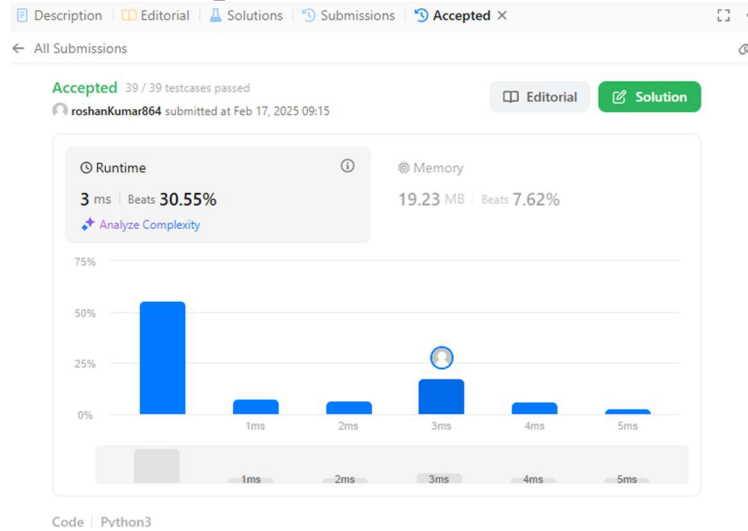 Description | Editorial | Solutions | Submissions | Accepted ×
← All Submissions
Accepted 39 / 39 testcases passed
Editorial
Solution
roshanKumar864 submitted at Feb 17, 2025 09:15
Runtime
Memory
3 ms | Beats 30.55%
19.23 MB | Beats 7.62%
Analyze Complexity
75%
50%
25%
0%
1ms 2ms 3ms 4ms 5ms
1ms 2ms 3ms 4ms 5ms
Code | Python3